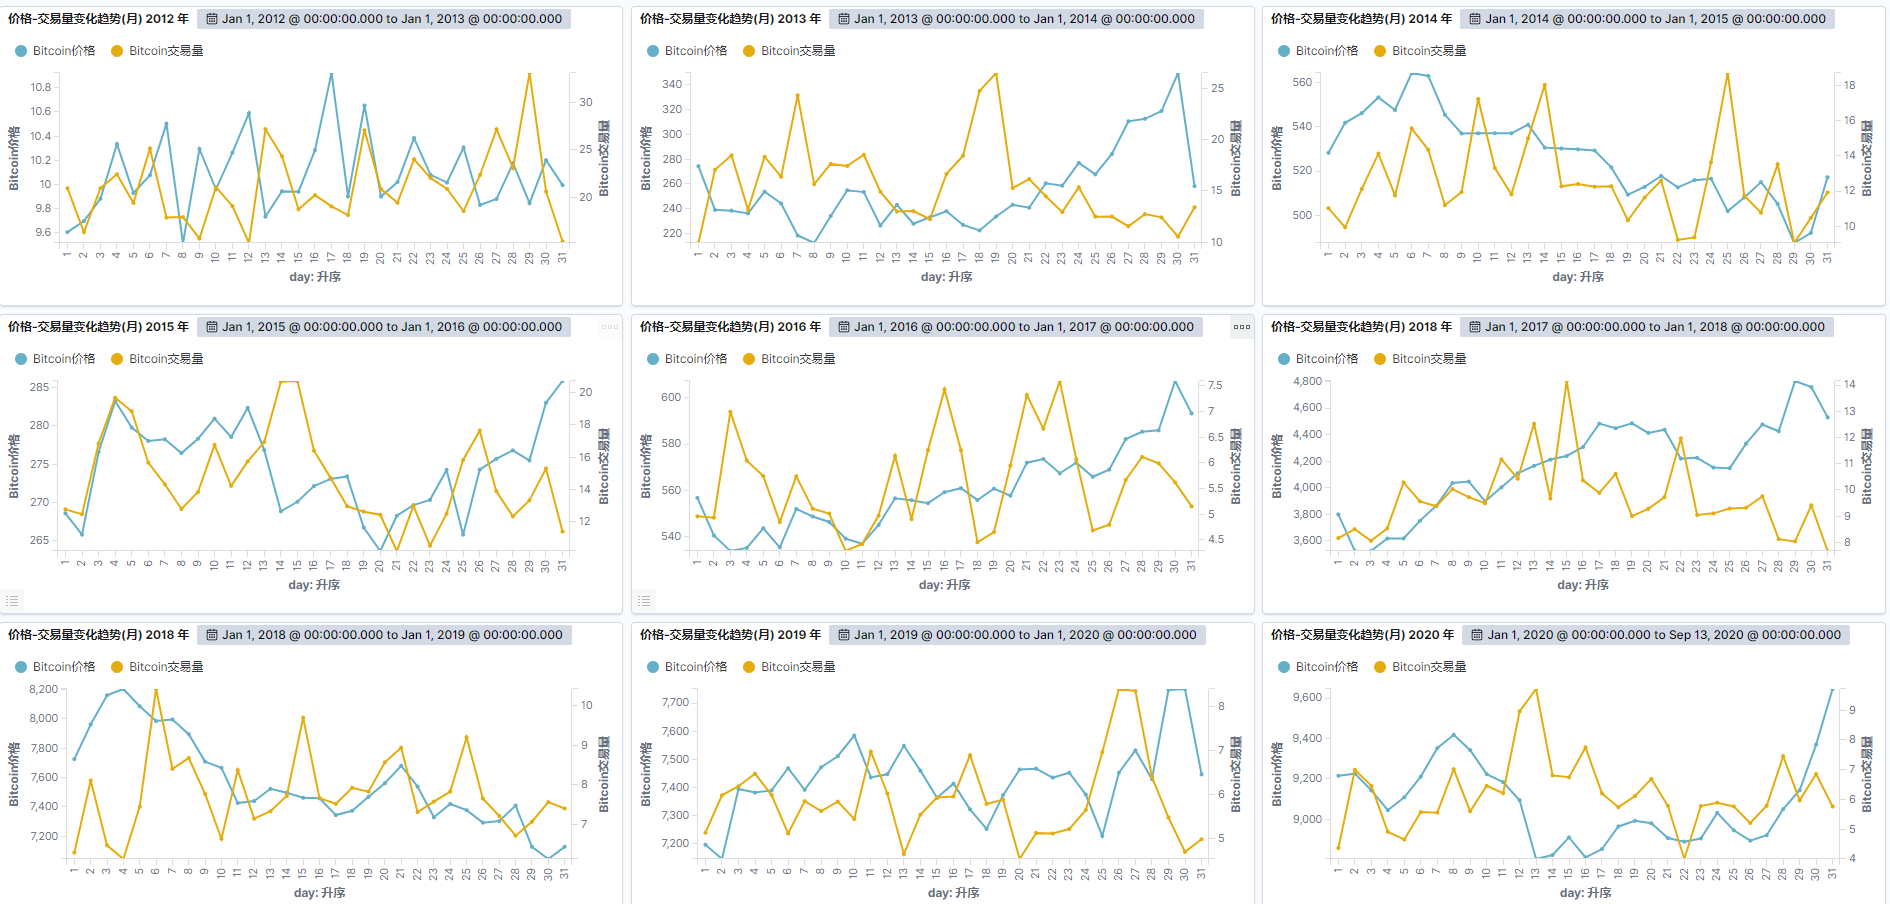 价格-交易量变化趋势(月) 2012 年 Jan 1, 2012 @ 00:00:00.000 to Jan 1, 2013 @ 00:00:00.000
Bitcoin价格 Bitcoin交易量
10.8
10.6
10.4
10.2
10
9.8
9.6
Bitcoin价格
30
25
20
Bitcoin交易量
1 2 3 4 5 6 7 8 9 10 11 12 13 14 15 16 17 18 19 20 21 22 23 24 25 26 27 28 29 30 31
day: 升序
价格-交易量变化趋势(月) 2013 年 Jan 1, 2013 @ 00:00:00.000 to Jan 1, 2014 @ 00:00:00.000
Bitcoin价格 Bitcoin交易量
340
320
300
280
260
240
220
Bitcoin价格
25
20
15
10
Bitcoin交易量
1 2 3 4 5 6 7 8 9 10 11 12 13 14 15 16 17 18 19 20 21 22 23 24 25 26 27 28 29 30 31
day: 升序
价格-交易量变化趋势(月) 2014 年 Jan 1, 2014 @ 00:00:00.000 to Jan 1, 2015 @ 00:00:00.000
Bitcoin价格 Bitcoin交易量
560
540
520
500
Bitcoin价格
18
16
14
12
10
Bitcoin交易量
1 2 3 4 5 6 7 8 9 10 11 12 13 14 15 16 17 18 19 20 21 22 23 24 25 26 27 28 29 30 31
day: 升序
价格-交易量变化趋势(月) 2015 年 Jan 1, 2015 @ 00:00:00.000 to Jan 1, 2016 @ 00:00:00.000
Bitcoin价格 Bitcoin交易量
285
280
275
270
265
Bitcoin价格
20
18
16
14
12
Bitcoin交易量
1 2 3 4 5 6 7 8 9 10 11 12 13 14 15 16 17 18 19 20 21 22 23 24 25 26 27 28 29 30 31
day: 升序
价格-交易量变化趋势(月) 2016 年 Jan 1, 2016 @ 00:00:00.000 to Jan 1, 2017 @ 00:00:00.000
Bitcoin价格 Bitcoin交易量
600
580
560
540
Bitcoin价格
7.5
7
6.5
6
5.5
5
4.5
Bitcoin交易量
1 2 3 4 5 6 7 8 9 10 11 12 13 14 15 16 17 18 19 20 21 22 23 24 25 26 27 28 29 30 31
day: 升序
价格-交易量变化趋势(月) 2018 年 Jan 1, 2017 @ 00:00:00.000 to Jan 1, 2018 @ 00:00:00.000
Bitcoin价格 Bitcoin交易量
4,800
4,600
4,400
4,200
4,000
3,800
3,600
Bitcoin价格
14
13
12
11
10
9
8
Bitcoin交易量
1 2 3 4 5 6 7 8 9 10 11 12 13 14 15 16 17 18 19 20 21 22 23 24 25 26 27 28 29 30 31
day: 升序
价格-交易量变化趋势(月) 2018 年 Jan 1, 2018 @ 00:00:00.000 to Jan 1, 2019 @ 00:00:00.000
Bitcoin价格 Bitcoin交易量
8,200
8,000
7,800
7,600
7,400
7,200
Bitcoin价格
10
9
8
7
Bitcoin交易量
1 2 3 4 5 6 7 8 9 10 11 12 13 14 15 16 17 18 19 20 21 22 23 24 25 26 27 28 29 30 31
day: 升序
价格-交易量变化趋势(月) 2019 年 Jan 1, 2019 @ 00:00:00.000 to Jan 1, 2020 @ 00:00:00.000
Bitcoin价格 Bitcoin交易量
7,700
7,600
7,500
7,400
7,300
7,200
Bitcoin价格
8
7
6
5
Bitcoin交易量
1 2 3 4 5 6 7 8 9 10 11 12 13 14 15 16 17 18 19 20 21 22 23 24 25 26 27 28 29 30 31
day: 升序
价格-交易量变化趋势(月) 2020 年 Jan 1, 2020 @ 00:00:00.000 to Sep 13, 2020 @ 00:00:00.000
Bitcoin价格 Bitcoin交易量
9,600
9,400
9,200
9,000
Bitcoin价格
9
8
7
6
5
4
Bitcoin交易量
1 2 3 4 5 6 7 8 9 10 11 12 13 14 15 16 17 18 19 20 21 22 23 24 25 26 27 28 29 30 31
day: 升序